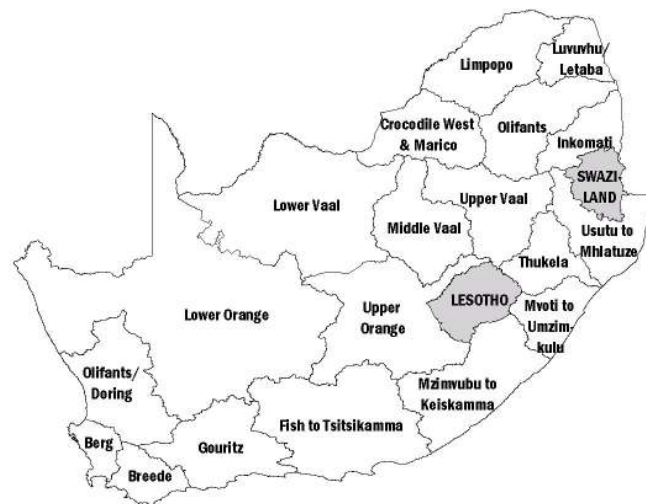 Luvuvhu/
Letaba
Limpopo
Olifants
Crocodile West
& Marico
Inkomati
SWAZI-
LAND
Lower Vaal
Upper Vaal
Middle Vaal
Usutu to
Mhlatuze
Thukela
LESOTHO
Mvoti to
Umzim-
kulu
Lower Orange
Upper
Orange
Olifants/
Doring
Mzimvubu to
Keiskamma
Fish to Tsitsikamma
Gouritz
Berg
Breede